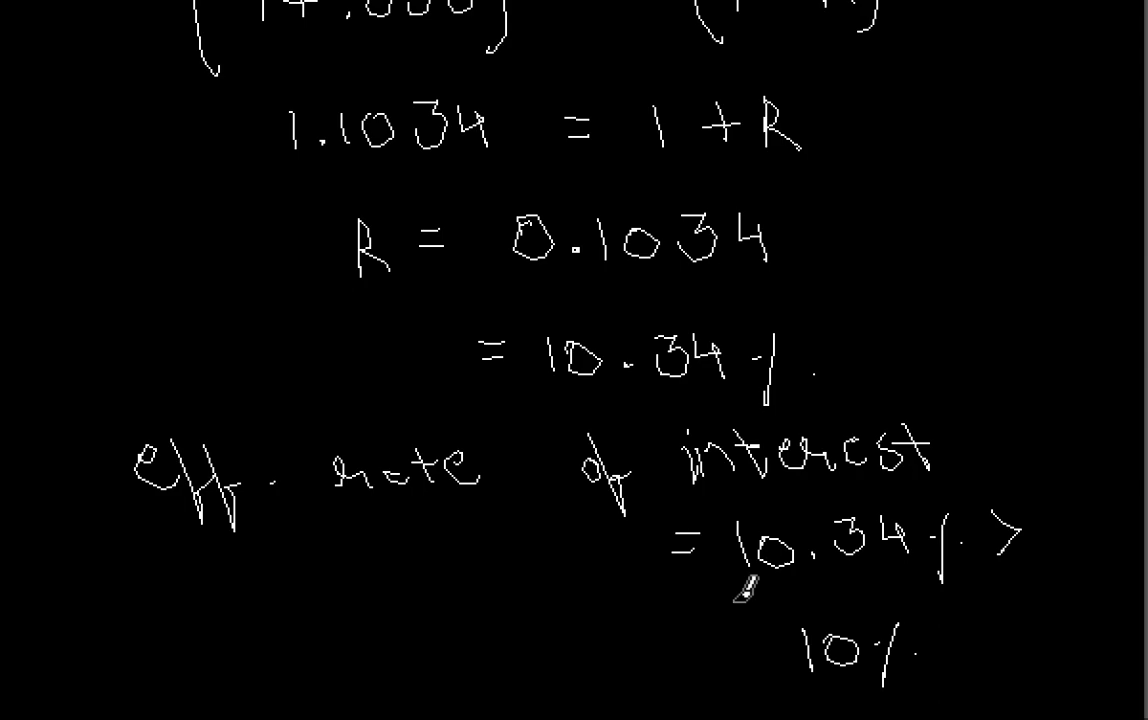 1.1034 = 1 + R
R = 0.1034
= 10.34 %
eff. rate of interest
= 10.34 % >
10 %